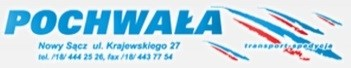 POCHWAŁA
Nowy Sącz ul. Krajewskiego 27
tel. /18/ 444 25 26, fax /18/ 443 77 54
transport-spedycja